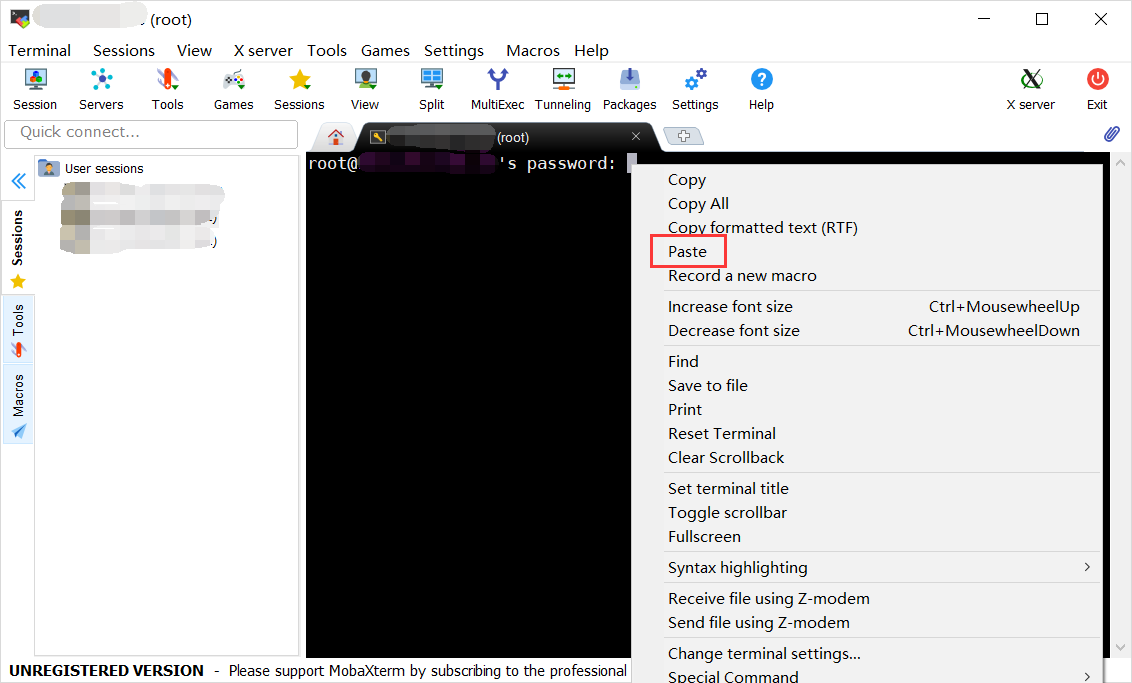 (root)
Terminal Sessions View X server Tools Games Settings Macros Help
Session Servers Tools Games Sessions View Split MultiExec Tunneling Packages Settings Help X server Exit
Quick connect...
(root)
User sessions
root@ 's password:
Sessions
Tools
Macros
Copy
Copy All
Copy formatted text (RTF)
Paste
Record a new macro
Increase font size Ctrl+MousewheelUp
Decrease font size Ctrl+MousewheelDown
Find
Save to file
Print
Reset Terminal
Clear Scrollback
Set terminal title
Toggle scrollbar
Fullscreen
Syntax highlighting
Receive file using Z-modem
Send file using Z-modem
Change terminal settings...
Special Command
UNREGISTERED VERSION - Please support MobaXterm by subscribing to the professional